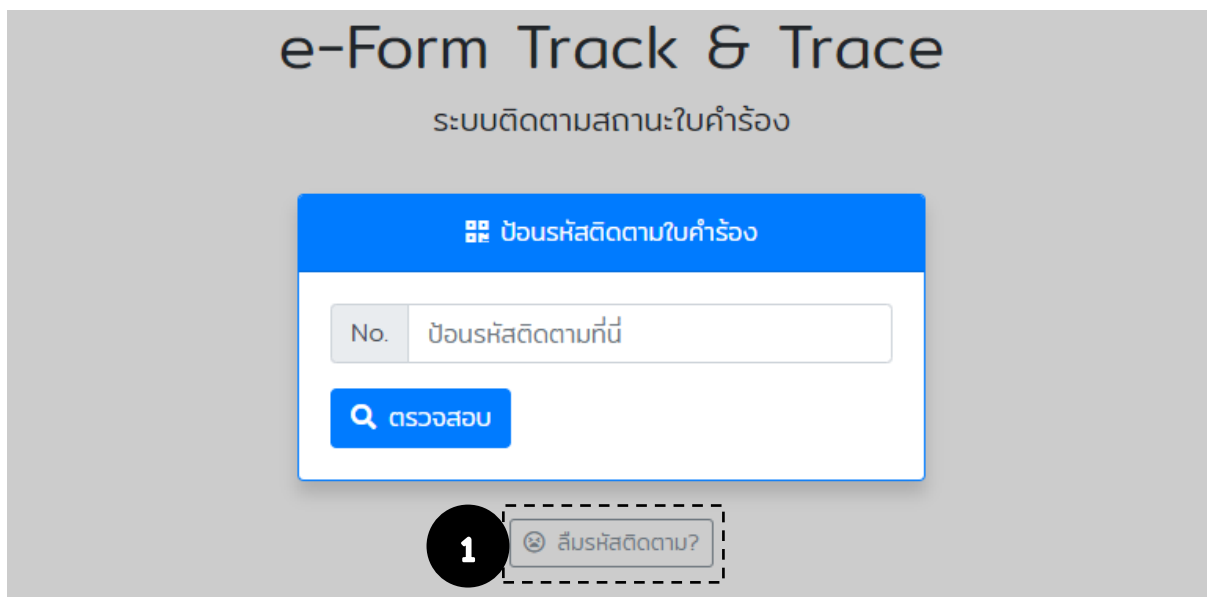 e-Form Track & Trace
ระบบติดตามสถานะใบคำร้อง
ป้อนรหัสติดตามใบคำร้อง
No. ป้อนรหัสติดตามที่นี่
ตรวจสอบ
1 ลืมรหัสติดตาม?